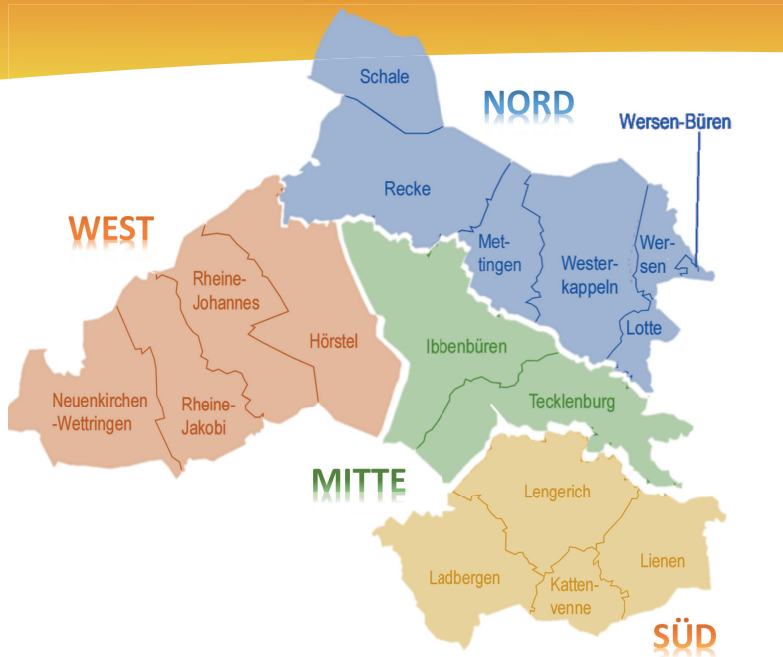 Schale
NORD
Wersen-Büren
Recke
WEST
Met-
tingen
Wester-
kappeln
Wer-
sen
Rheine-
Johannes
Hörstel
Ibbenbüren
Lotte
Neuenkirchen
-Wettringen
Rheine-
Jakobi
Tecklenburg
MITTE
Lengerich
Ladbergen
Katten-
venne
Lienen
SÜD